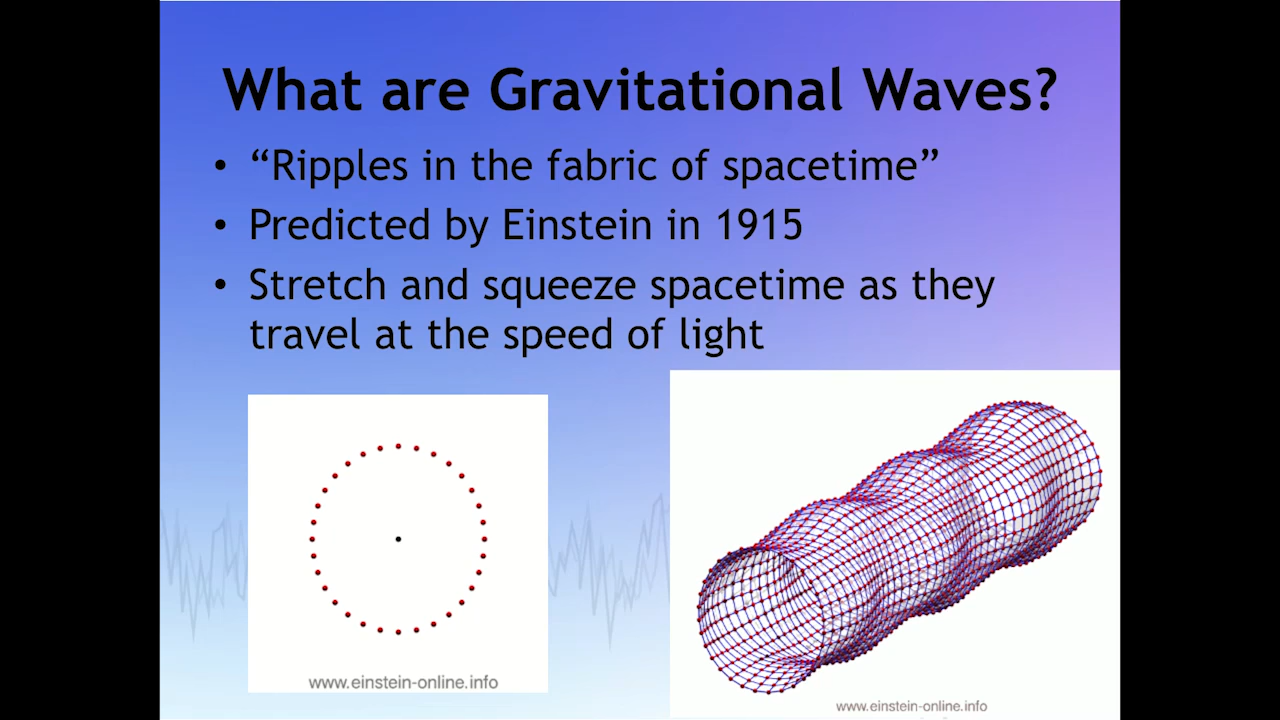 What are Gravitational Waves?
• “Ripples in the fabric of spacetime”
• Predicted by Einstein in 1915
• Stretch and squeeze spacetime as they
travel at the speed of light
www.einstein-online.info
www.einstein-online.info